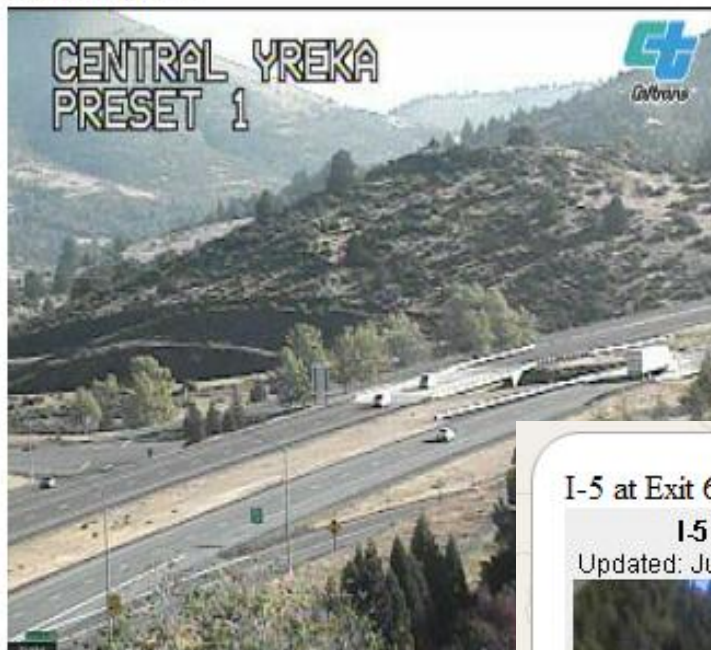 CENTRAL YREKA
PRESET 1
Caltrans
I-5 at Exit 6
I-5
Updated: Ju